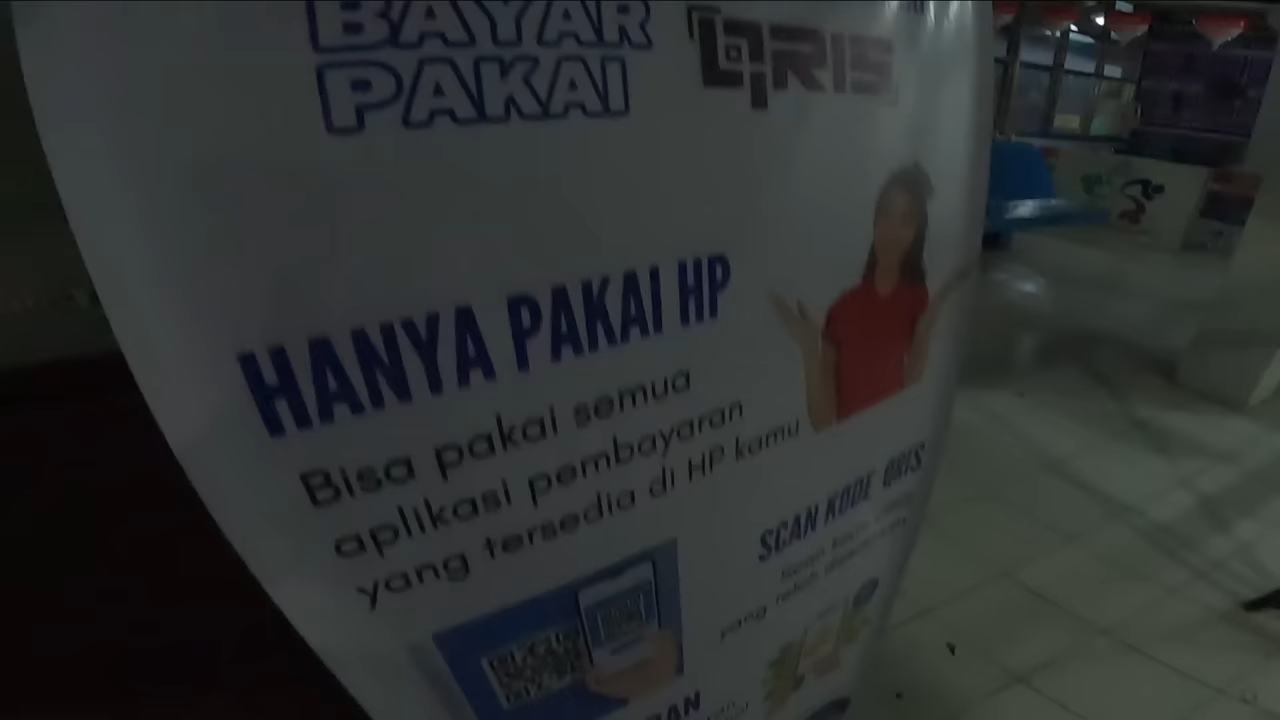 BAYAR
PAKAI
QRIS
HANYA PAKAI HP
Bisa pakai semua
aplikasi pembayaran
yang tersedia di HP kamu
SCAN KODE QRIS
yang